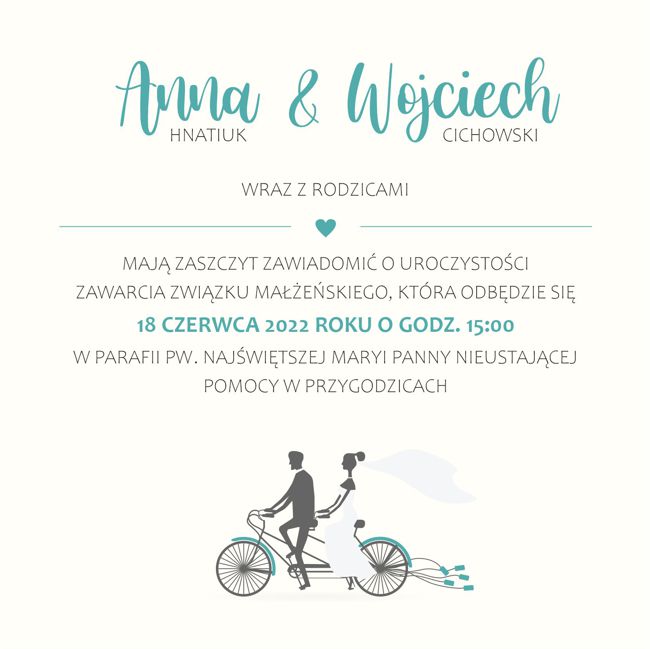 Anna & Wojciech
HNATIUK CICHOWSKI
WRAZ Z RODZICAMI
MAJĄ ZASZCZYT ZAWIADOMIĆ O UROCZYSTOŚCI
ZAWARCIA ZWIĄZKU MAŁŻEŃSKIEGO, KTÓRA ODBĘDZIE SIĘ
18 CZERWCA 2022 ROKU O GODZ. 15:00
W PARAFII PW. NAJŚWIĘTSZEJ MARYI PANNY NIEUSTAJĄCEJ
POMOCY W PRZYGODZICACH